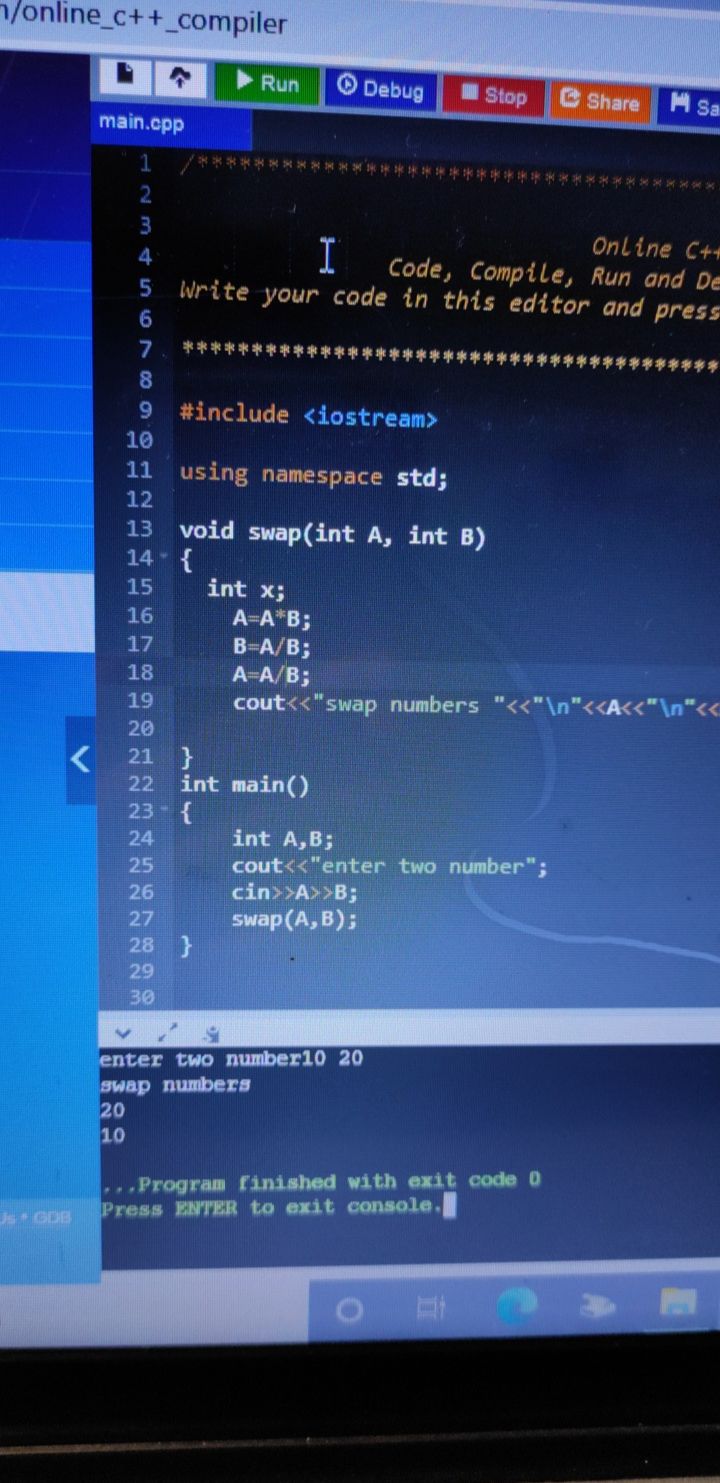 n/online_c++_compiler
Run Debug Stop Share Sa
main.cpp
1 /****************************************
2
3
4 Online C++
Code, Compile, Run and De
5 Write your code in this editor and press
6
7 ****************************************
8
9 #include <iostream>
10
11 using namespace std;
12
13 void swap(int A, int B)
14 {
15 int x;
16 A=A*B;
17 B=A/B;
18 A=A/B;
19 cout<<"swap numbers "<<"\n"<<A<<"\n"<<
20
21 }
22 int main()
23 {
24 int A,B;
25 cout<<"enter two number";
26 cin>>A>>B;
27 swap(A,B);
28 }
29
30
enter two number10 20
swap numbers
20
10
...Program finished with exit code 0
Press ENTER to exit console.
Us • GDB